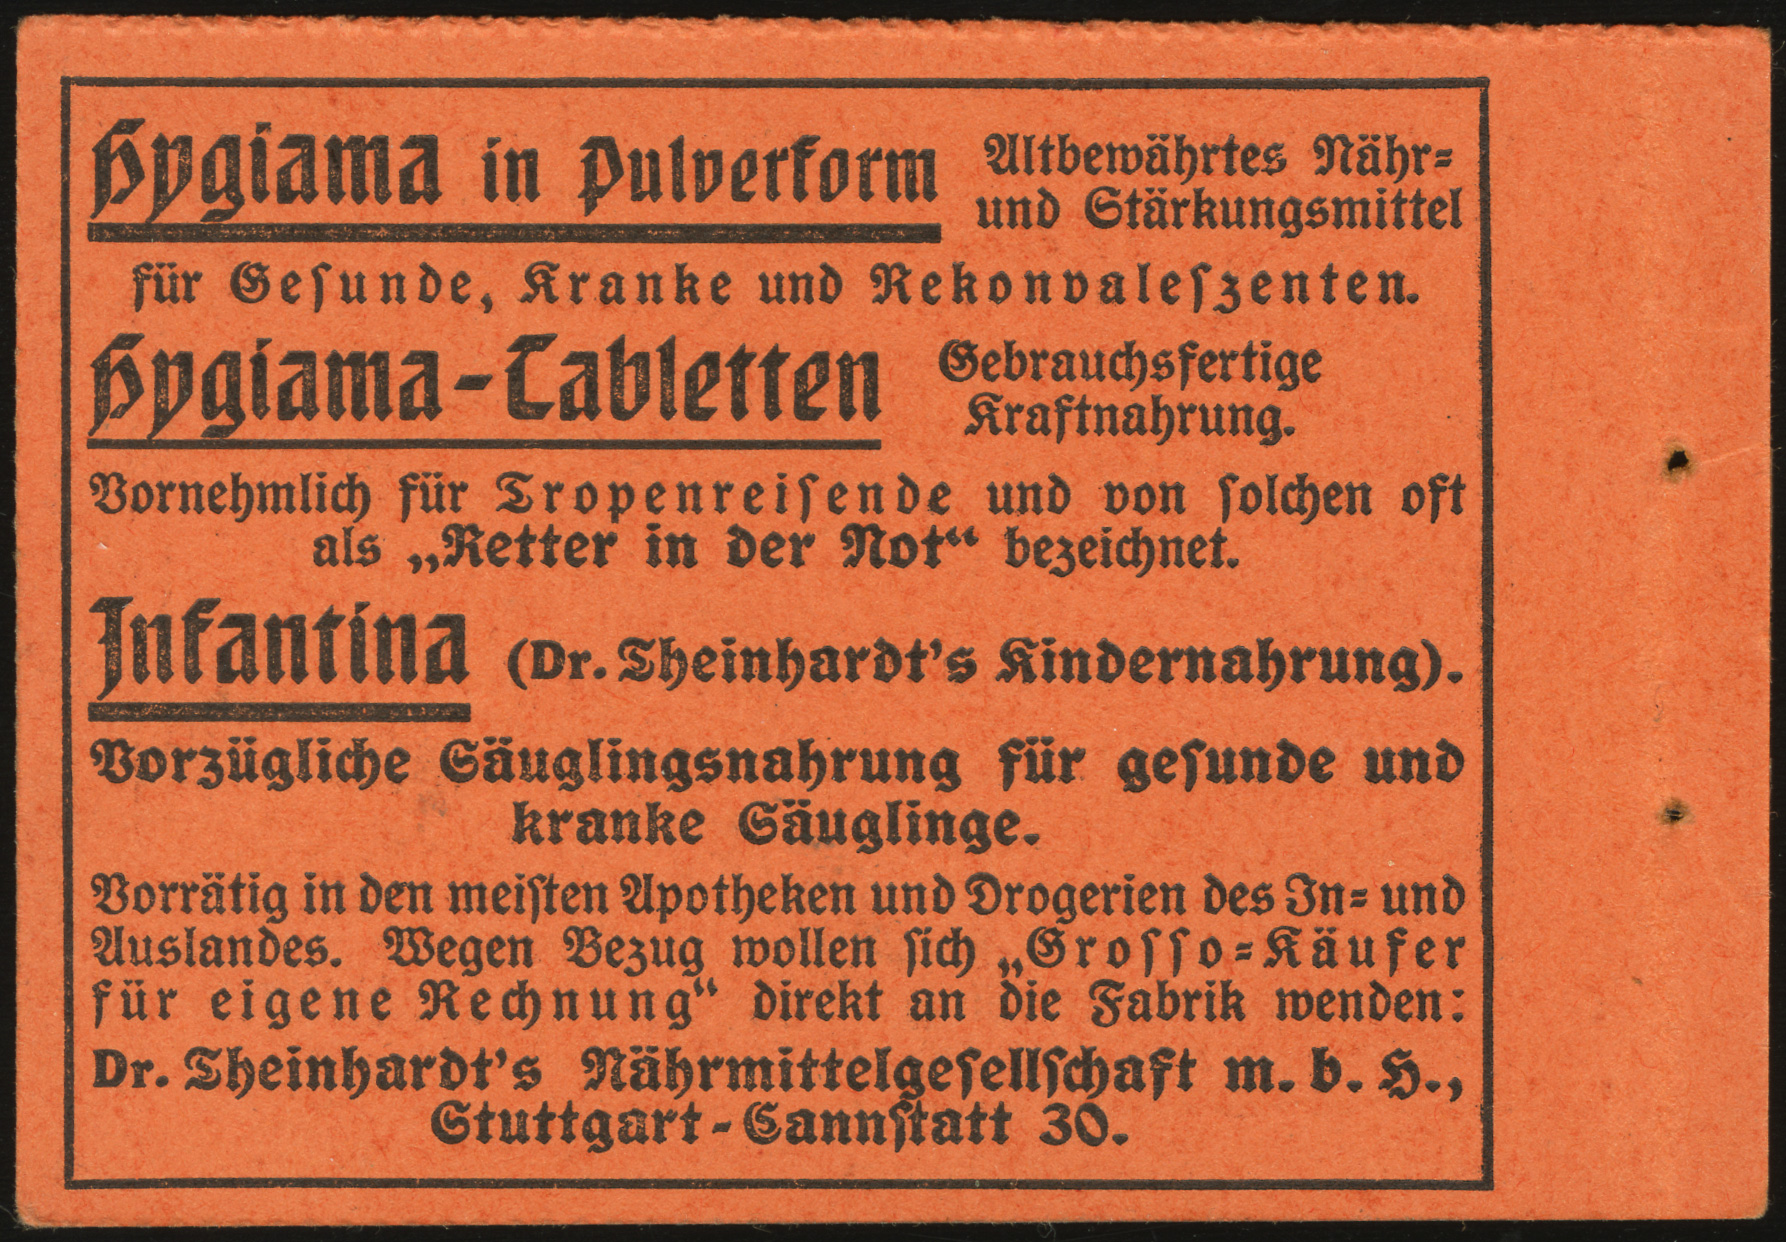 Hygiama in Pulverform Altbewährtes Nähr-
und Stärkungsmittel
für Gesunde, Kranke und Rekonvaleſzenten.
Hygiama-Tabletten Gebrauchsfertige
Kraftnahrung.
Vornehmlich für Tropenreiſende und von ſolchen oft
als „Retter in der Not“ bezeichnet.
Infantina (Dr. Theinhardt's Kindernahrung).
Vorzügliche Säuglingsnahrung für geſunde und
kranke Säuglinge.
Vorrätig in den meiſten Apotheken und Drogerien des In- und
Auslandes. Wegen Bezug wollen ſich „Groſſo-Käufer
für eigene Rechnung“ direkt an die Fabrik wenden:
Dr. Theinhardt's Nährmittelgeſellſchaft m. b. H.,
Stuttgart-Cannſtatt 30.